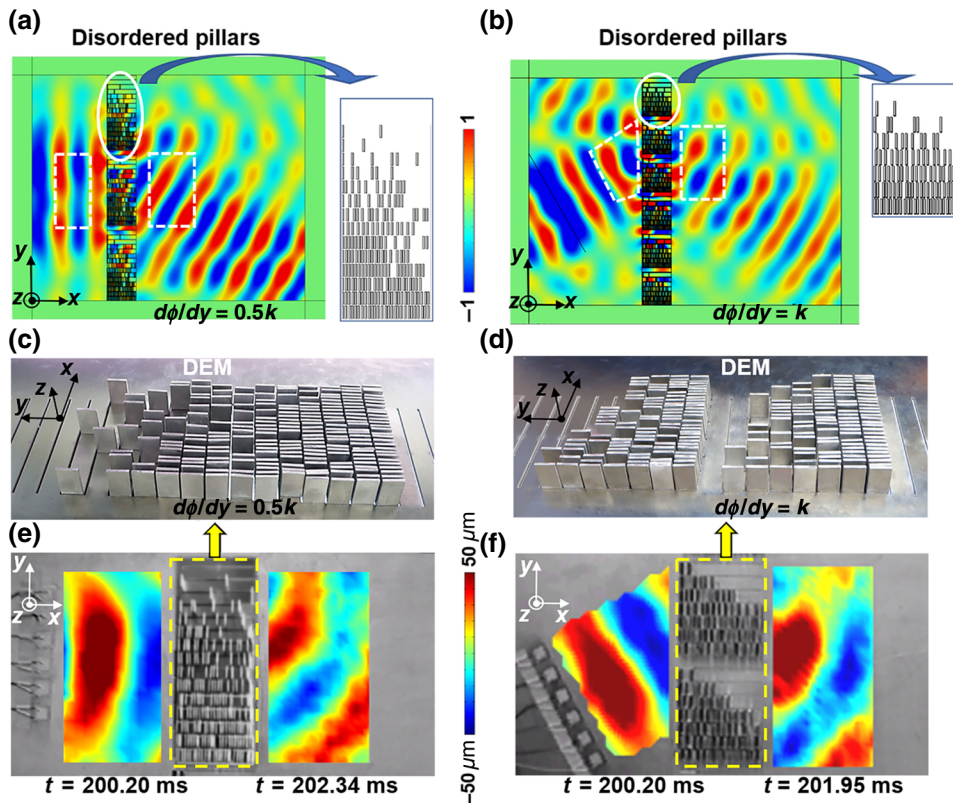 (a)
Disordered pillars
y
z
x
dϕ/dy = 0.5k
1
−1
(b)
Disordered pillars
y
z
x
dϕ/dy = k
(c)
DEM
x
z
y
dϕ/dy = 0.5k
(d)
DEM
x
z
y
dϕ/dy = k
(e)
y
z
x
t = 200.20 ms
t = 202.34 ms
50 μm
−50 μm
(f)
y
z
x
t = 200.20 ms
t = 201.95 ms